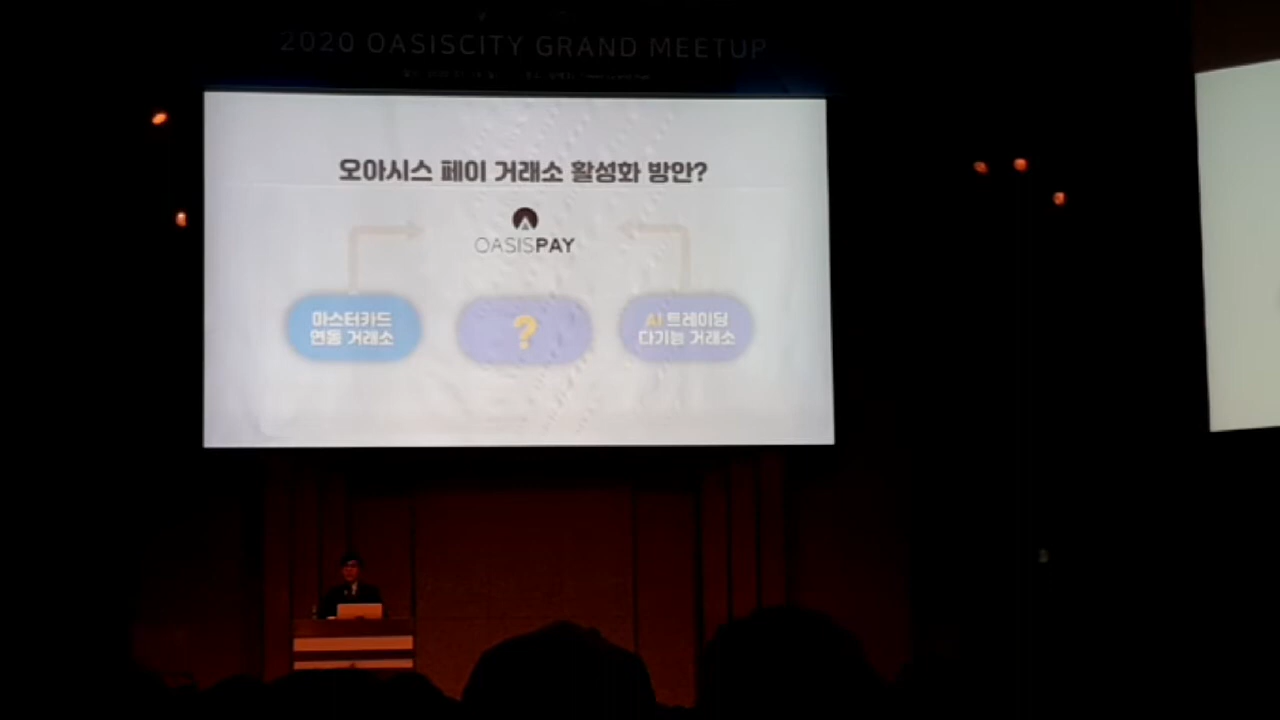 2020 OASISCITY GRAND MEETUP
오아시스 페이 거래소 활성화 방안?
OASISPAY
마스터카드
연동 거래소
?
AI 트레이딩
다기능 거래소